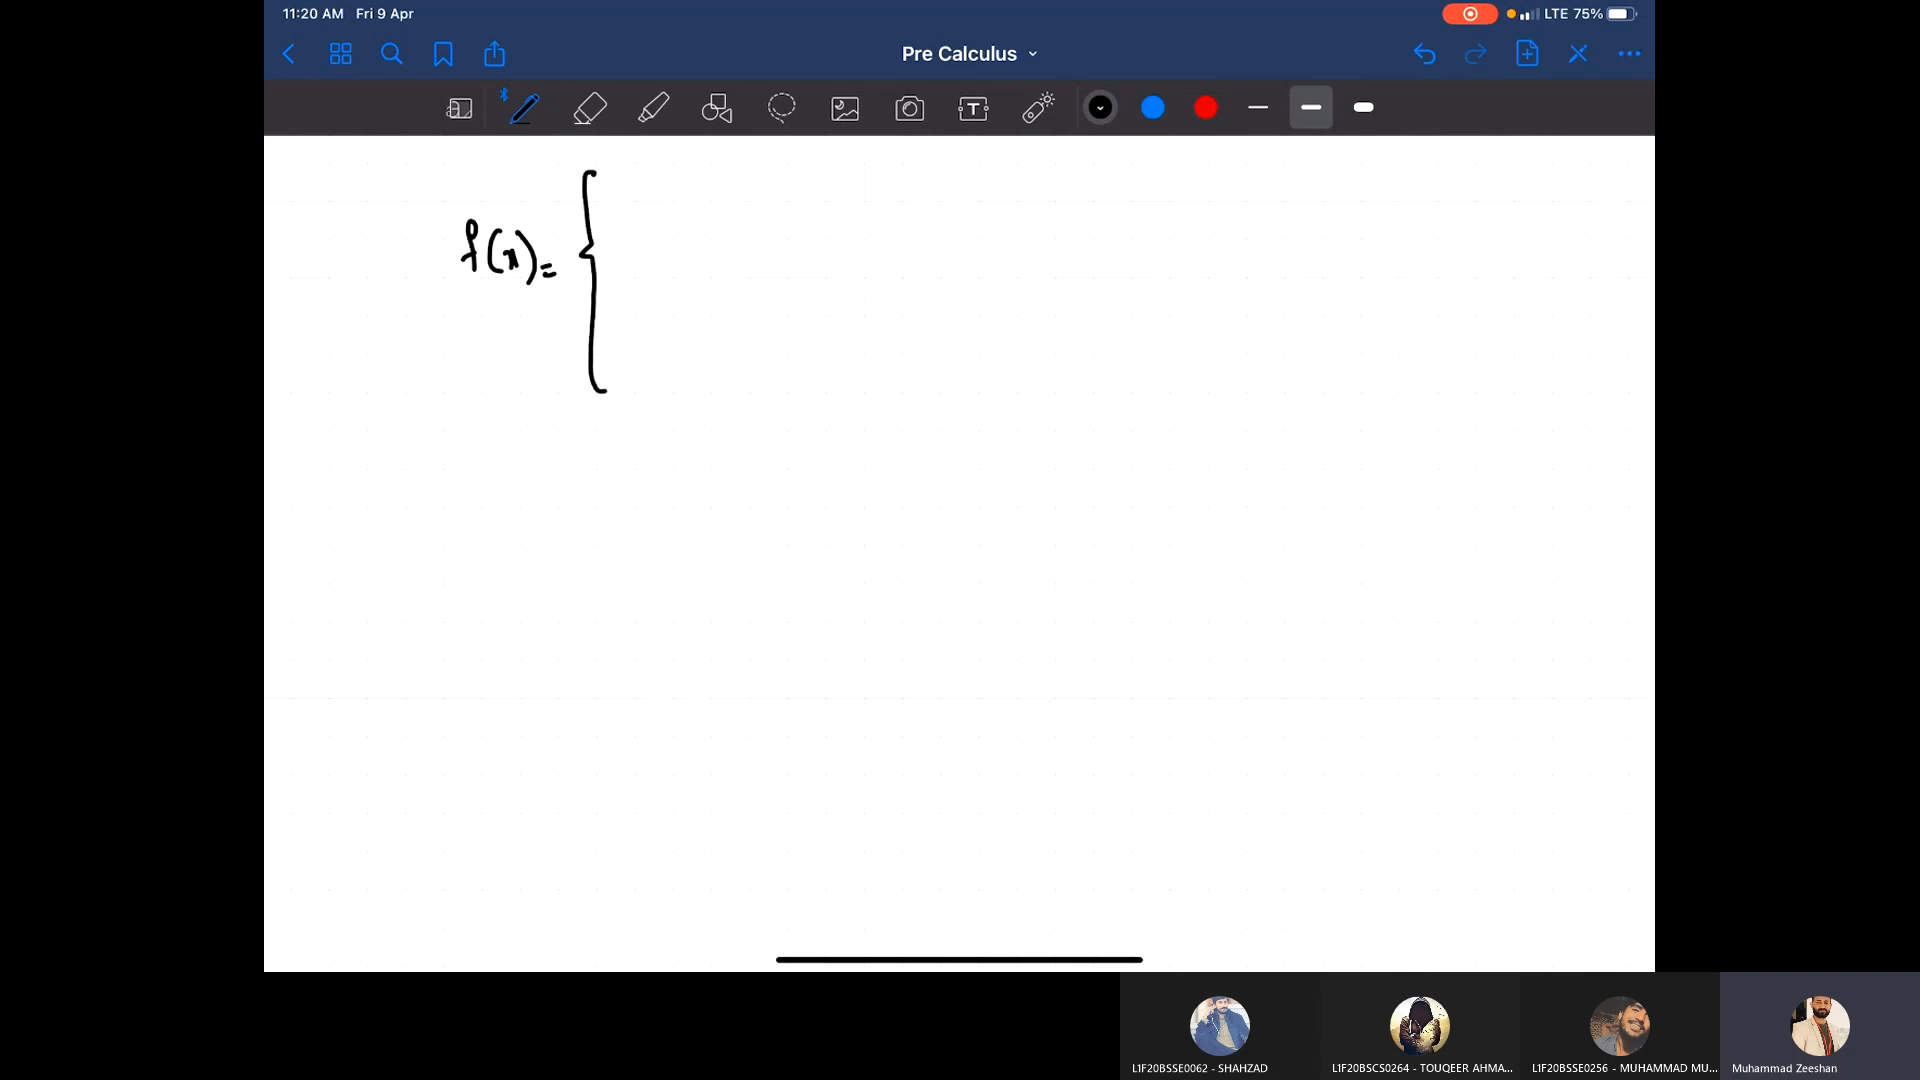 11:20 AM Fri 9 Apr
LTE 75%
Pre Calculus
f(x)= {
L1F20BSSE0062 - SHAHZAD
L1F20BSCS0264 - TOUQEER AHMA...
L1F20BSSE0256 - MUHAMMAD MU...
Muhammad Zeeshan